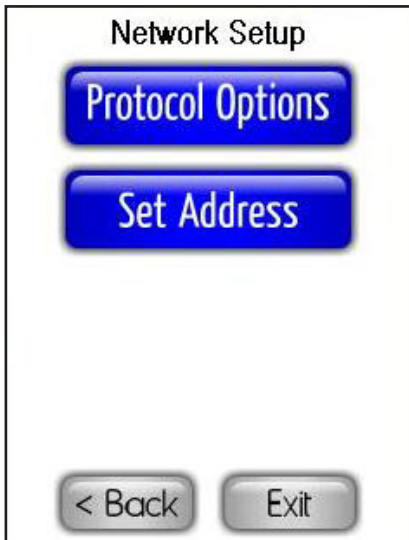 Network Setup
Protocol Options
Set Address
< Back Exit